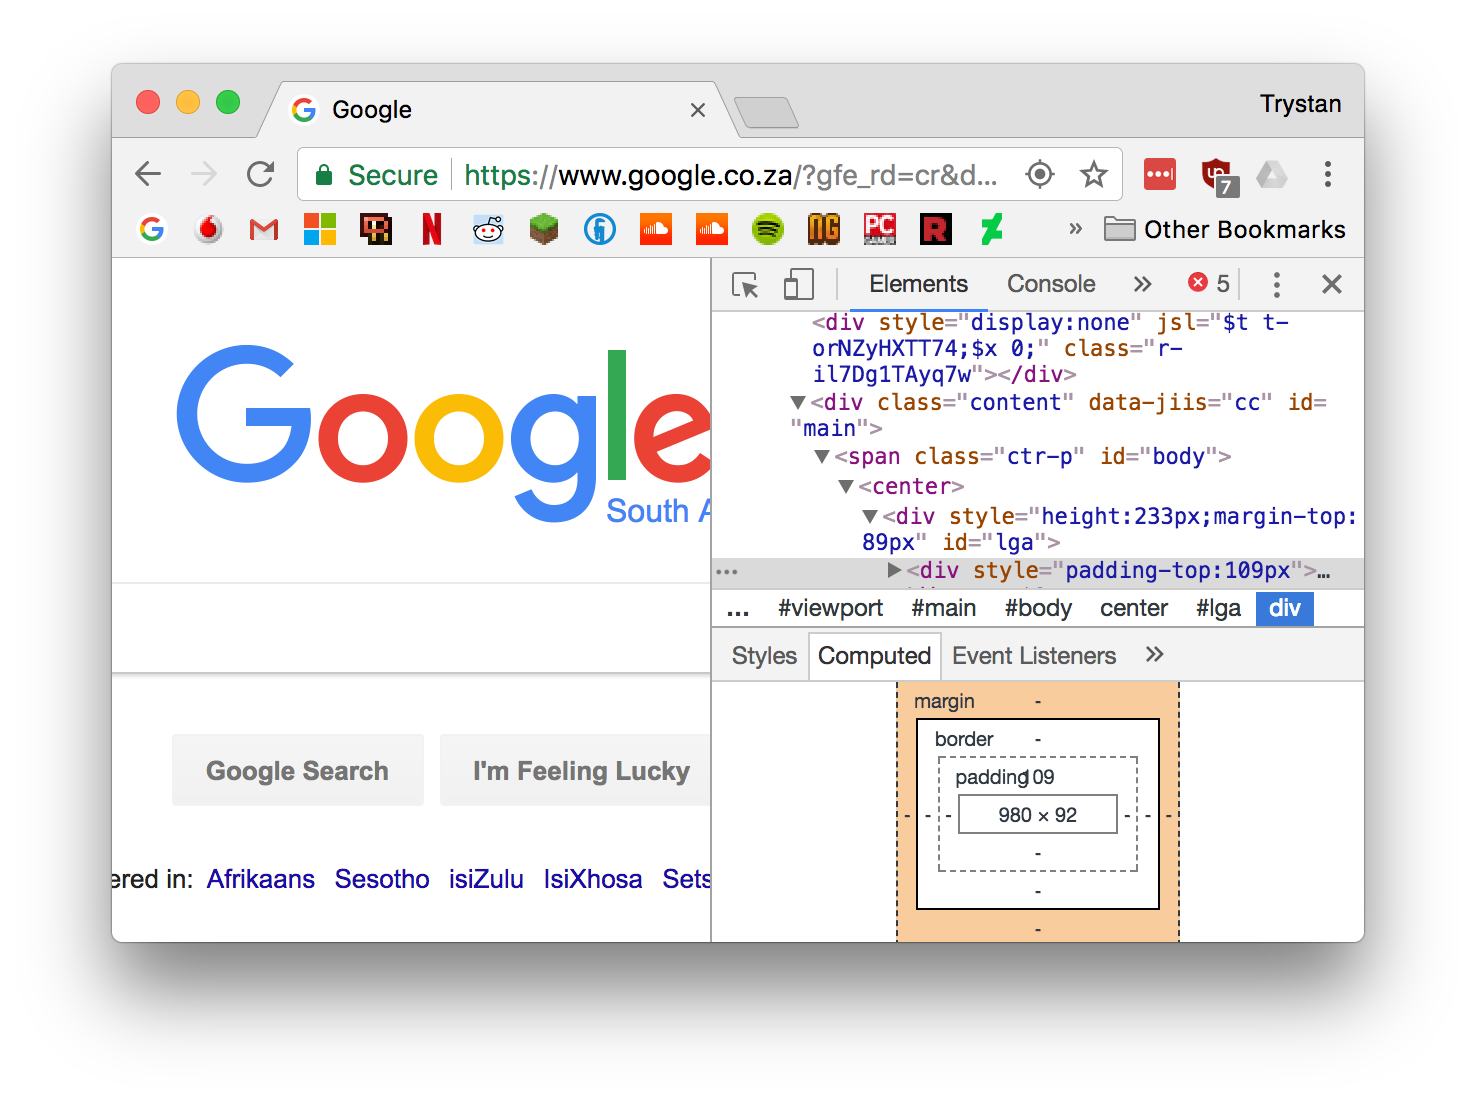 Google
Trystan
Secure https://www.google.co.za/?gfe_rd=cr&d...
7
NG
PC
GAMER
R
» Other Bookmarks
Elements Console » 5
<div style="display:none" jsl="$t t-
orNZyHXTT74;$x 0;" class="r-
il7Dg1TAyq7w"></div>
<div class="content" data-jiis="cc" id=
"main">
<span class="ctr-p" id="body">
<center>
<div style="height:233px;margin-top:
89px" id="lga">
... <div style="padding-top:109px">…
... #viewport #main #body center #lga div
Styles Computed Event Listeners »
margin -
border -
padding 109
- - - 980 × 92 - - -
-
-
-
Google
South A
Google Search I'm Feeling Lucky
ered in: Afrikaans Sesotho isiZulu IsiXhosa Sets